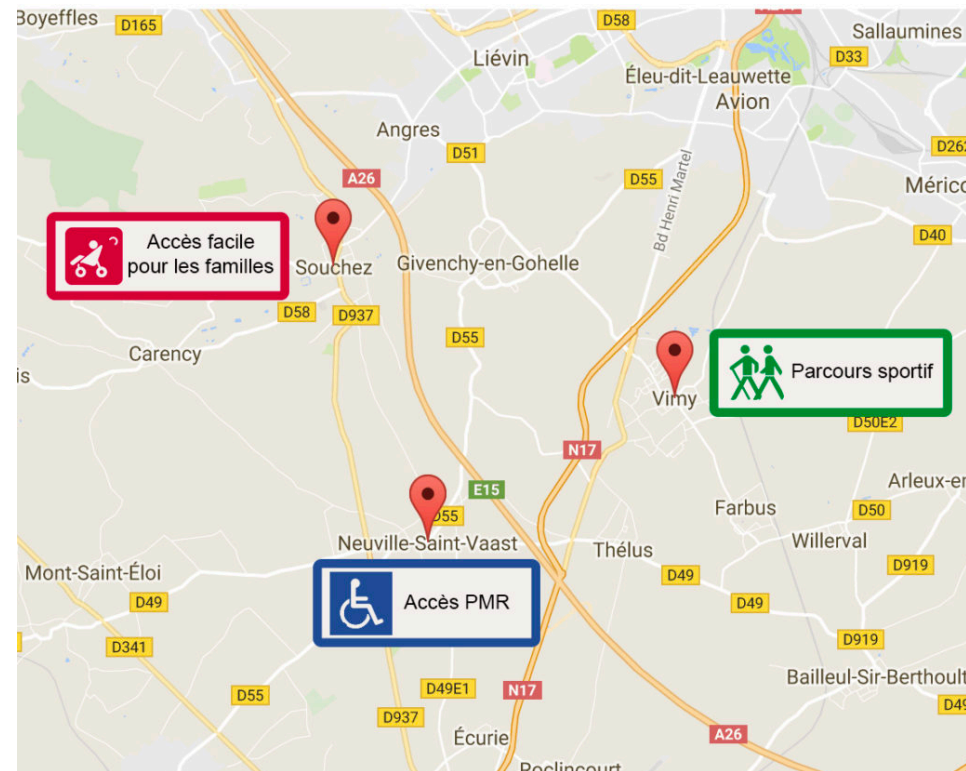 Boyeffles
D165
D58
Sallaumines
D33
Liévin
Éleu-dit-Leauwette
Avion
Angres
D51
D262
A26
D55
Bd Henri Martel
Méric
D40
Accès facile
pour les familles
Souchez
Givenchy-en-Gohelle
D58
D937
D55
Carency
is
Vimy
Parcours sportif
D50E2
N17
E15
Arleux-e
D55
Farbus
D50
Neuville-Saint-Vaast
Thélus
Willerval
Mont-Saint-Éloi
D49
D919
Accès PMR
D49
D49
D341
D919
D55
D49E1
N17
Bailleul-Sir-Berthoult
D49
D937
Écurie
A26
Roclincourt